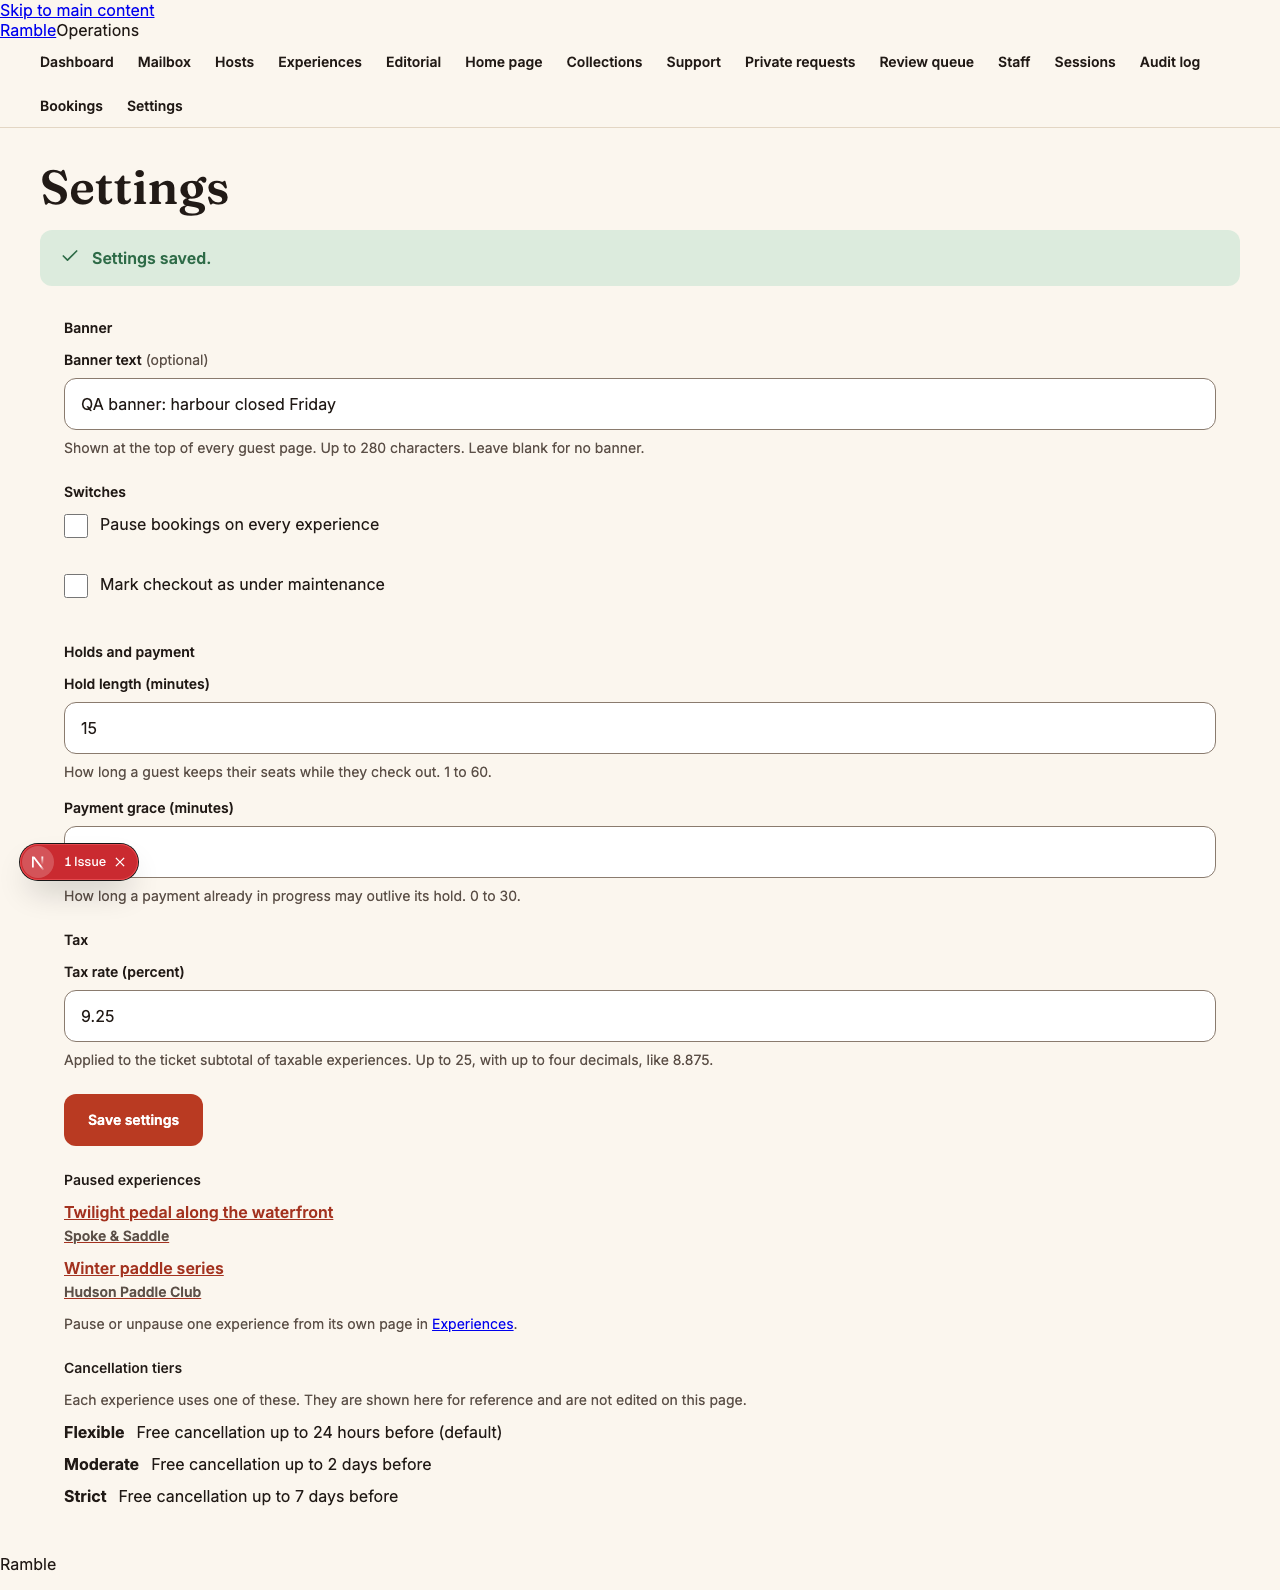 Skip to main content
RambleOperations
Dashboard Mailbox Hosts Experiences Editorial Home page Collections Support Private requests Review queue Staff Sessions Audit log
Bookings Settings
Settings
Settings saved.
Banner
Banner text (optional)
QA banner: harbour closed Friday
Shown at the top of every guest page. Up to 280 characters. Leave blank for no banner.
Switches
Pause bookings on every experience
Mark checkout as under maintenance
Holds and payment
Hold length (minutes)
15
How long a guest keeps their seats while they check out. 1 to 60.
Payment grace (minutes)
N 1 Issue
How long a payment already in progress may outlive its hold. 0 to 30.
Tax
Tax rate (percent)
9.25
Applied to the ticket subtotal of taxable experiences. Up to 25, with up to four decimals, like 8.875.
Save settings
Paused experiences
Twilight pedal along the waterfront
Spoke & Saddle
Winter paddle series
Hudson Paddle Club
Pause or unpause one experience from its own page in Experiences.
Cancellation tiers
Each experience uses one of these. They are shown here for reference and are not edited on this page.
Flexible Free cancellation up to 24 hours before (default)
Moderate Free cancellation up to 2 days before
Strict Free cancellation up to 7 days before
Ramble